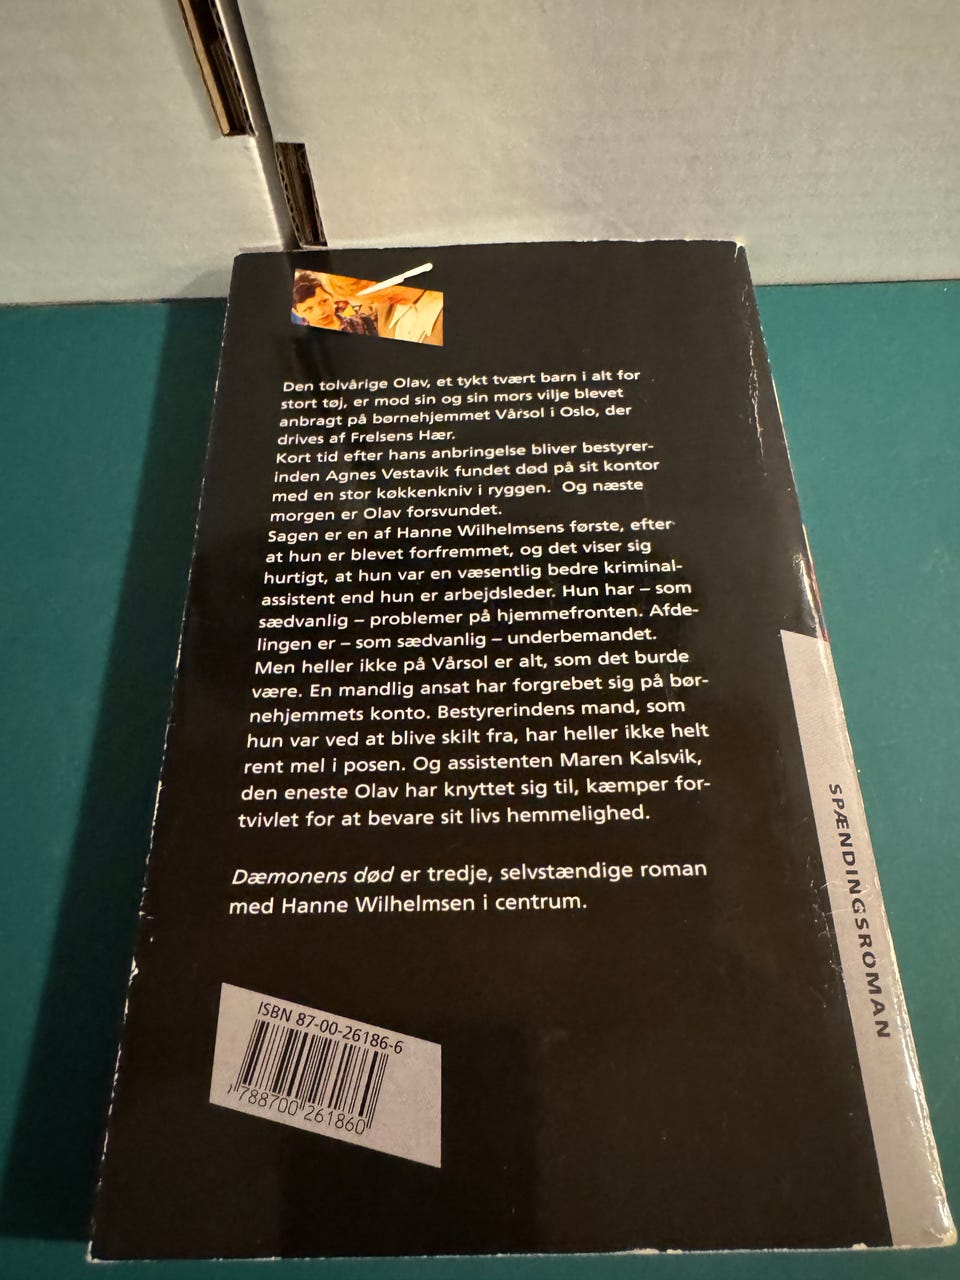 Den tolvårige Olav, et tykt tvært barn i alt for
stort tøj, er mod sin og sin mors vilje blevet
anbragt på børnehjemmet Vårsol i Oslo, der
drives af Frelsens Hær.
Kort tid efter hans anbringelse bliver bestyrer-
inden Agnes Vestavik fundet død på sit kontor
med en stor køkkenkniv i ryggen. Og næste
morgen er Olav forsvundet.
Sagen er en af Hanne Wilhelmsens første, efter
at hun er blevet forfremmet, og det viser sig
hurtigt, at hun var en væsentlig bedre kriminal-
assistent end hun er arbejdsleder. Hun har – som
sædvanlig – problemer på hjemmefronten. Afde-
lingen er – som sædvanlig – underbemandet.
Men heller ikke på Vårsol er alt, som det burde
være. En mandlig ansat har forgrebet sig på bør-
nehjemmets konto. Bestyrerindens mand, som
hun var ved at blive skilt fra, har heller ikke helt
rent mel i posen. Og assistenten Maren Kalsvik,
den eneste Olav har knyttet sig til, kæmper for-
tvivlet for at bevare sit livs hemmelighed.
Dæmonens død er tredje, selvstændige roman
med Hanne Wilhelmsen i centrum.
SPÆNDINGSROMAN
ISBN 87-00-26186-6
788700 261860